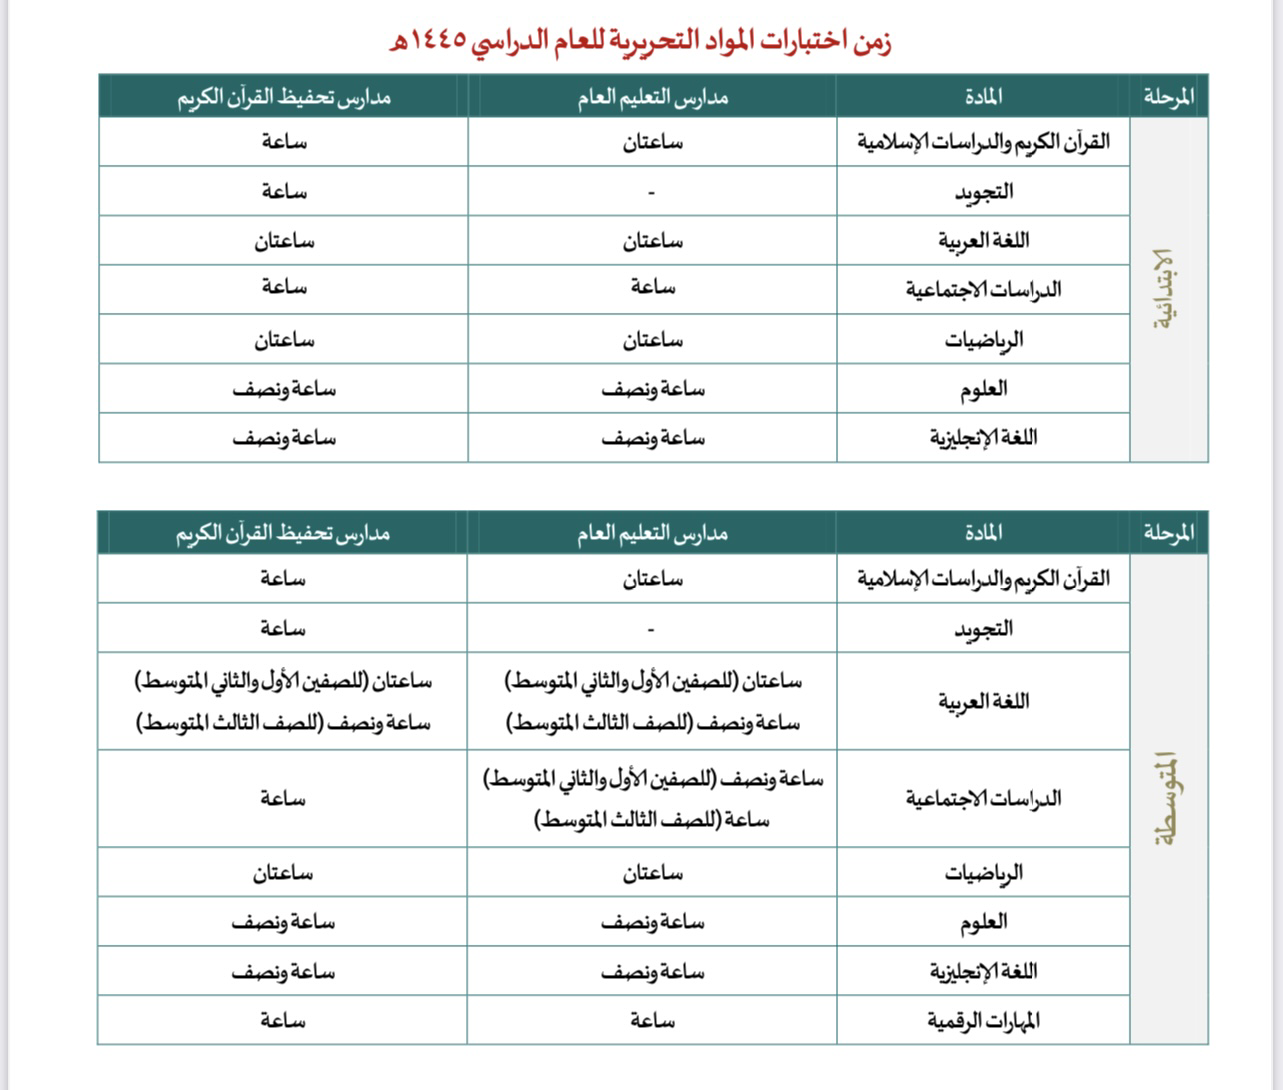 زمن اختبارات المواد التحريرية للعام الدراسي ١٤٤٥هـ
المرحلة المادة مدارس التعليم العام مدارس تحفيظ القرآن الكريم
الابتدائية
القرآن الكريم والدراسات الإسلامية ساعتان ساعة
التجويد - ساعة
اللغة العربية ساعتان ساعتان
الدراسات الاجتماعية ساعة ساعة
الرياضيات ساعتان ساعتان
العلوم ساعة ونصف ساعة ونصف
اللغة الإنجليزية ساعة ونصف ساعة ونصف
المرحلة المادة مدارس التعليم العام مدارس تحفيظ القرآن الكريم
المتوسطة
القرآن الكريم والدراسات الإسلامية ساعتان ساعة
التجويد - ساعة
اللغة العربية
ساعتان (للصفين الأول والثاني المتوسط) ساعتان (للصفين الأول والثاني المتوسط)
ساعة ونصف (للصف الثالث المتوسط) ساعة ونصف (للصف الثالث المتوسط)
الدراسات الاجتماعية
ساعة ونصف (للصفين الأول والثاني المتوسط)
ساعة (للصف الثالث المتوسط)
ساعة
الرياضيات ساعتان ساعتان
العلوم ساعة ونصف ساعة ونصف
اللغة الإنجليزية ساعة ونصف ساعة ونصف
المهارات الرقمية ساعة ساعة